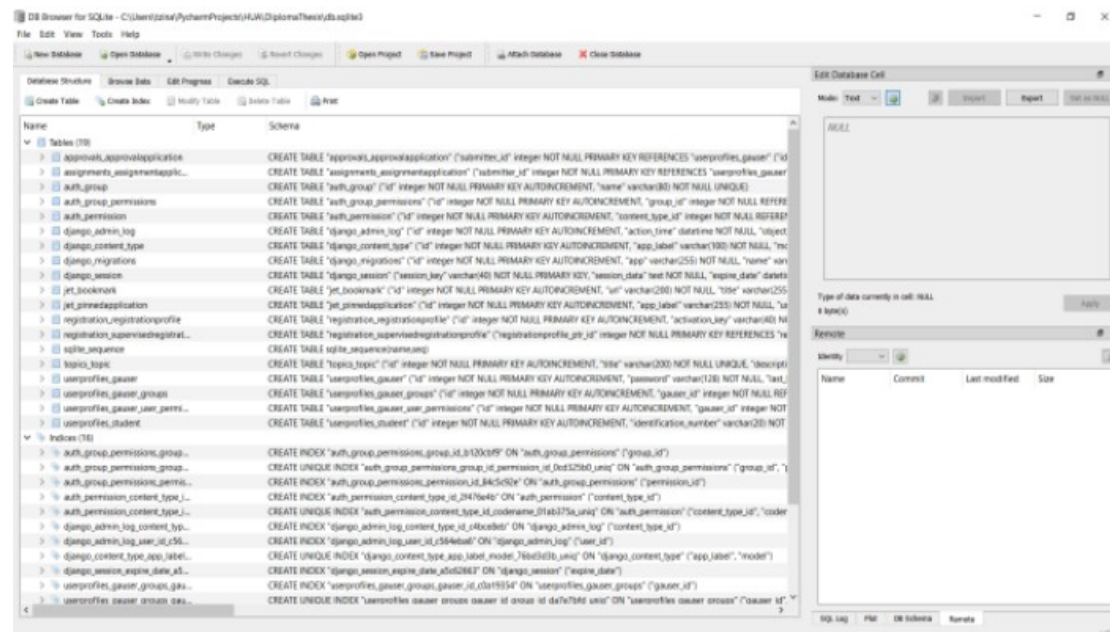 DB Browser for SQLite - C:\Users\tzina\PycharmProjects\HUA\DiplomaThesis\db.sqlite3
File Edit View Tools Help
New Database Open Database Write Changes Revert Changes Open Project Save Project Attach Database Close Database
Database Structure Browse Data Edit Pragmas Execute SQL
Create Table Create Index Modify Table Delete Table Print
Name Type Schema
Tables (19)
approvals_approvalapplication CREATE TABLE "approvals_approvalapplication" ("submitter_id" integer NOT NULL PRIMARY KEY REFERENCES "userprofiles_gauser" ("id
assignments_assignmentapplic... CREATE TABLE "assignments_assignmentapplication" ("submitter_id" integer NOT NULL PRIMARY KEY REFERENCES "userprofiles_gauser"
auth_group CREATE TABLE "auth_group" ("id" integer NOT NULL PRIMARY KEY AUTOINCREMENT, "name" varchar(80) NOT NULL UNIQUE)
auth_group_permissions CREATE TABLE "auth_group_permissions" ("id" integer NOT NULL PRIMARY KEY AUTOINCREMENT, "group_id" integer NOT NULL REFERE
auth_permission CREATE TABLE "auth_permission" ("id" integer NOT NULL PRIMARY KEY AUTOINCREMENT, "content_type_id" integer NOT NULL REFEREN
django_admin_log CREATE TABLE "django_admin_log" ("id" integer NOT NULL PRIMARY KEY AUTOINCREMENT, "action_time" datetime NOT NULL, "object
django_content_type CREATE TABLE "django_content_type" ("id" integer NOT NULL PRIMARY KEY AUTOINCREMENT, "app_label" varchar(100) NOT NULL, "mo
django_migrations CREATE TABLE "django_migrations" ("id" integer NOT NULL PRIMARY KEY AUTOINCREMENT, "app" varchar(255) NOT NULL, "name" varc
django_session CREATE TABLE "django_session" ("session_key" varchar(40) NOT NULL PRIMARY KEY, "session_data" text NOT NULL, "expire_date" dateti
jet_bookmark CREATE TABLE "jet_bookmark" ("id" integer NOT NULL PRIMARY KEY AUTOINCREMENT, "url" varchar(200) NOT NULL, "title" varchar(255
jet_pinnedapplication CREATE TABLE "jet_pinnedapplication" ("id" integer NOT NULL PRIMARY KEY AUTOINCREMENT, "app_label" varchar(255) NOT NULL, "us
registration_registrationprofile CREATE TABLE "registration_registrationprofile" ("id" integer NOT NULL PRIMARY KEY AUTOINCREMENT, "activation_key" varchar(40) N
registration_supervisedregistrat... CREATE TABLE "registration_supervisedregistrationprofile" ("registrationprofile_ptr_id" integer NOT NULL PRIMARY KEY REFERENCES "re
sqlite_sequence CREATE TABLE sqlite_sequence(name,seq)
topics_topic CREATE TABLE "topics_topic" ("id" integer NOT NULL PRIMARY KEY AUTOINCREMENT, "title" varchar(200) NOT NULL UNIQUE, "descripti
userprofiles_gauser CREATE TABLE "userprofiles_gauser" ("id" integer NOT NULL PRIMARY KEY AUTOINCREMENT, "password" varchar(128) NOT NULL, "last_l
userprofiles_gauser_groups CREATE TABLE "userprofiles_gauser_groups" ("id" integer NOT NULL PRIMARY KEY AUTOINCREMENT, "gauser_id" integer NOT NULL REF
userprofiles_gauser_user_permi... CREATE TABLE "userprofiles_gauser_user_permissions" ("id" integer NOT NULL PRIMARY KEY AUTOINCREMENT, "gauser_id" integer NOT
userprofiles_student CREATE TABLE "userprofiles_student" ("id" integer NOT NULL PRIMARY KEY AUTOINCREMENT, "identification_number" varchar(20) NOT
Indices (16)
auth_group_permissions_group... CREATE INDEX "auth_group_permissions_group_id_b120cbf9" ON "auth_group_permissions" ("group_id")
auth_group_permissions_group... CREATE UNIQUE INDEX "auth_group_permissions_group_id_permission_id_0cd325b0_uniq" ON "auth_group_permissions" ("group_id", "p
auth_group_permissions_permis... CREATE INDEX "auth_group_permissions_permission_id_84c5c92e" ON "auth_group_permissions" ("permission_id")
auth_permission_content_type_i... CREATE INDEX "auth_permission_content_type_id_2f476e4b" ON "auth_permission" ("content_type_id")
auth_permission_content_type_i... CREATE UNIQUE INDEX "auth_permission_content_type_id_codename_01ab375a_uniq" ON "auth_permission" ("content_type_id", "coden
django_admin_log_content_typ... CREATE INDEX "django_admin_log_content_type_id_c4bce8eb" ON "django_admin_log" ("content_type_id")
django_admin_log_user_id_c56... CREATE INDEX "django_admin_log_user_id_c564eba6" ON "django_admin_log" ("user_id")
django_content_type_app_label... CREATE UNIQUE INDEX "django_content_type_app_label_model_76bd3d3b_uniq" ON "django_content_type" ("app_label", "model")
django_session_expire_date_a5... CREATE INDEX "django_session_expire_date_a5c62663" ON "django_session" ("expire_date")
userprofiles_gauser_groups_gau... CREATE INDEX "userprofiles_gauser_groups_gauser_id_c0a19354" ON "userprofiles_gauser_groups" ("gauser_id")
userprofiles_gauser_groups_gau... CREATE UNIQUE INDEX "userprofiles_gauser_groups_gauser_id_group_id_da7e7bfd_uniq" ON "userprofiles_gauser_groups" ("gauser_id",
Edit Database Cell
Mode: Text Import Export Set as NULL
NULL
Type of data currently in cell: NULL
0 byte(s)
Apply
Remote
Identity
Name Commit Last modified Size
SQL Log Plot DB Schema Remote